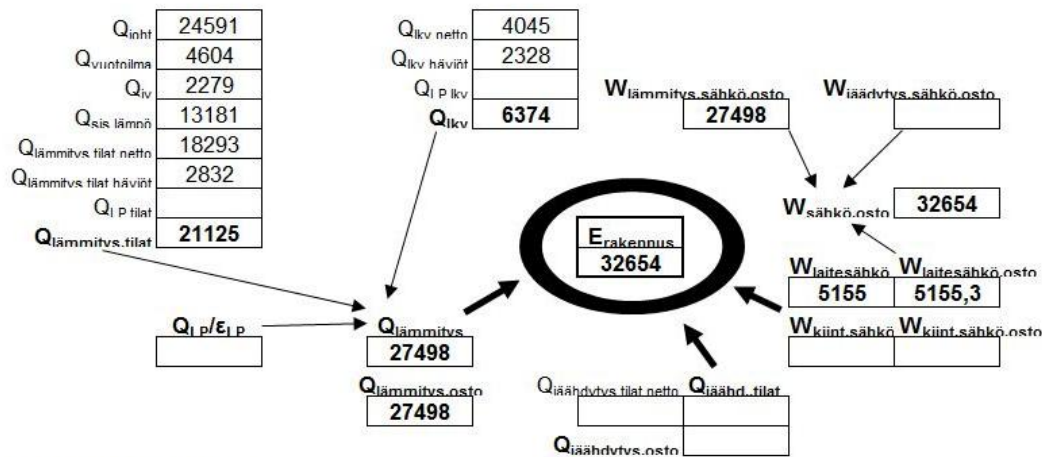 Qjoht 24591
Qvuotoilma 4604
Qiv 2279
Qsis.lämpö 13181
Qlämmitys,tilat,netto 18293
Qlämmitys,tilat,häviöt 2832
QLP,tilat
Qlämmitys,tilat 21125
Qlkv,netto 4045
Qlkv,häviöt 2328
QLP,lkv
Qlkv 6374
Wlämmitys,sähkö,osto Wjäädytys,sähkö,osto
27498
Wsähkö,osto 32654
Erakennus
32654
Wlaitesähkö Wlaitesähkö,osto
5155 5155,3
Wkiint.sähkö Wkiint.sähkö,osto
QLP/εLP Qlämmitys
27498
Qlämmitys,osto
27498
Qjäähdytys,tilat,netto Qjäähd.,tilat
Qjäähdytys,osto